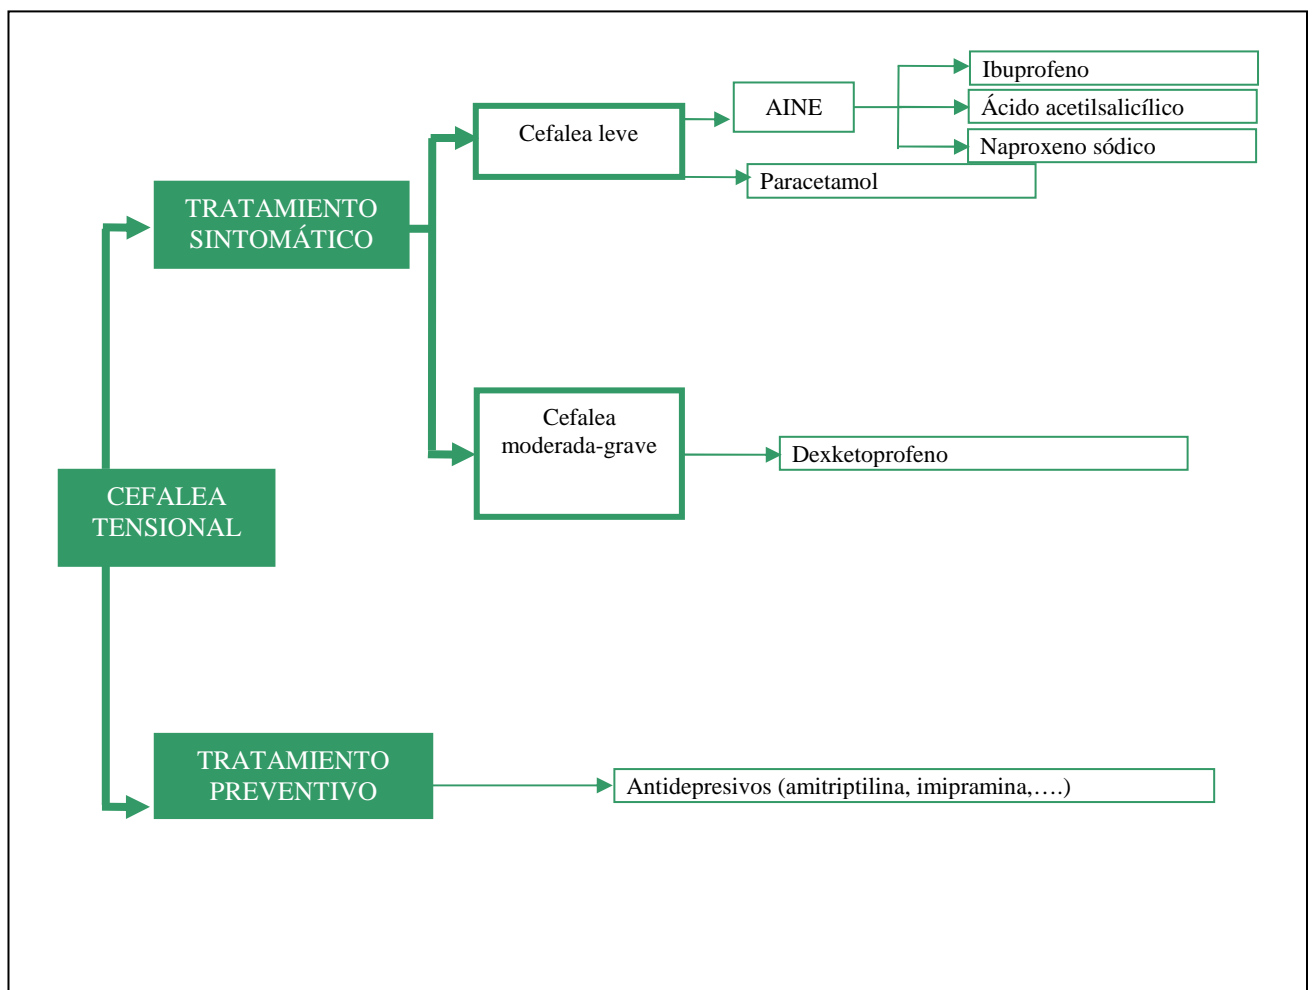 Ibuprofeno
AINE
Ácido acetilsalicílico
Cefalea leve
Naproxeno sódico
Paracetamol
TRATAMIENTO
SINTOMÁTICO
Cefalea
moderada-grave
Dexketoprofeno
CEFALEA
TENSIONAL
TRATAMIENTO
PREVENTIVO
Antidepresivos (amitriptilina, imipramina,….)